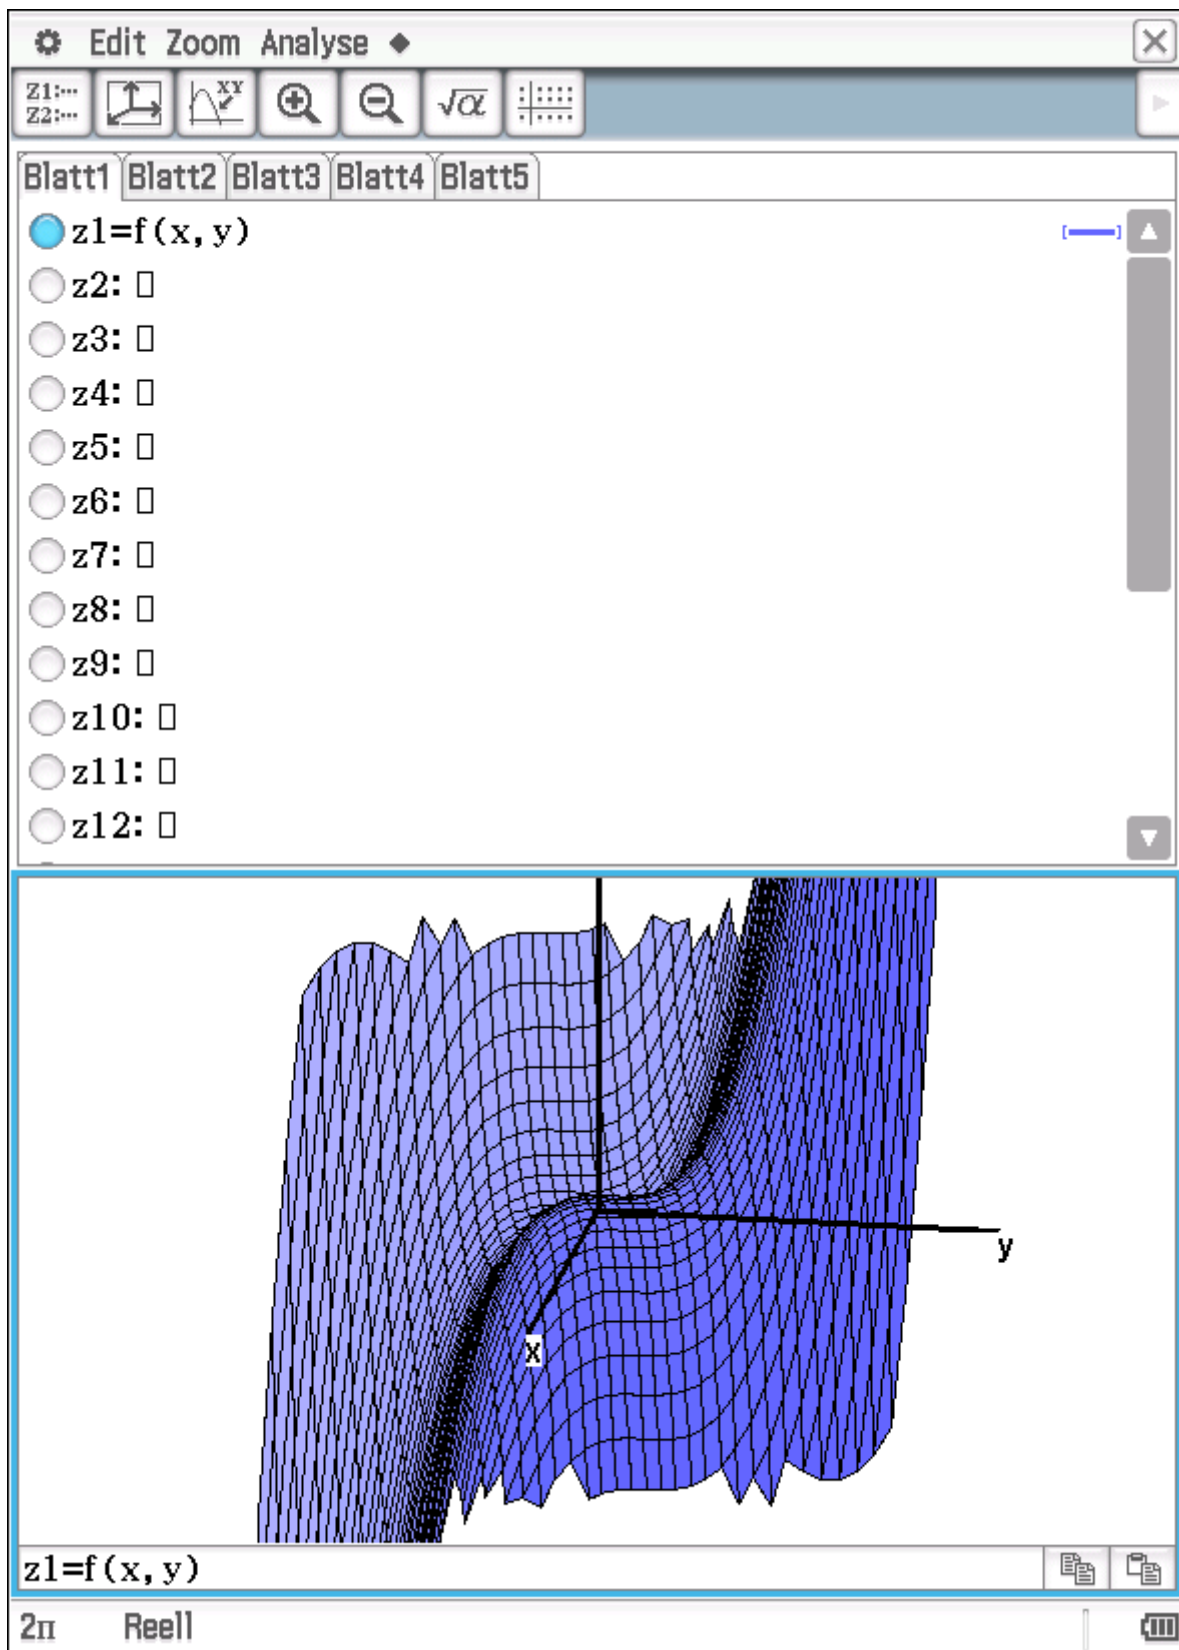 Edit Zoom Analyse
Z1:··· XY √α
Z2:···
Blatt1 Blatt2 Blatt3 Blatt4 Blatt5
z1=f(x,y)
z2:
z3:
z4:
z5:
z6:
z7:
z8:
z9:
z10:
z11:
z12:
y
x
z1=f(x,y)
2π Reell